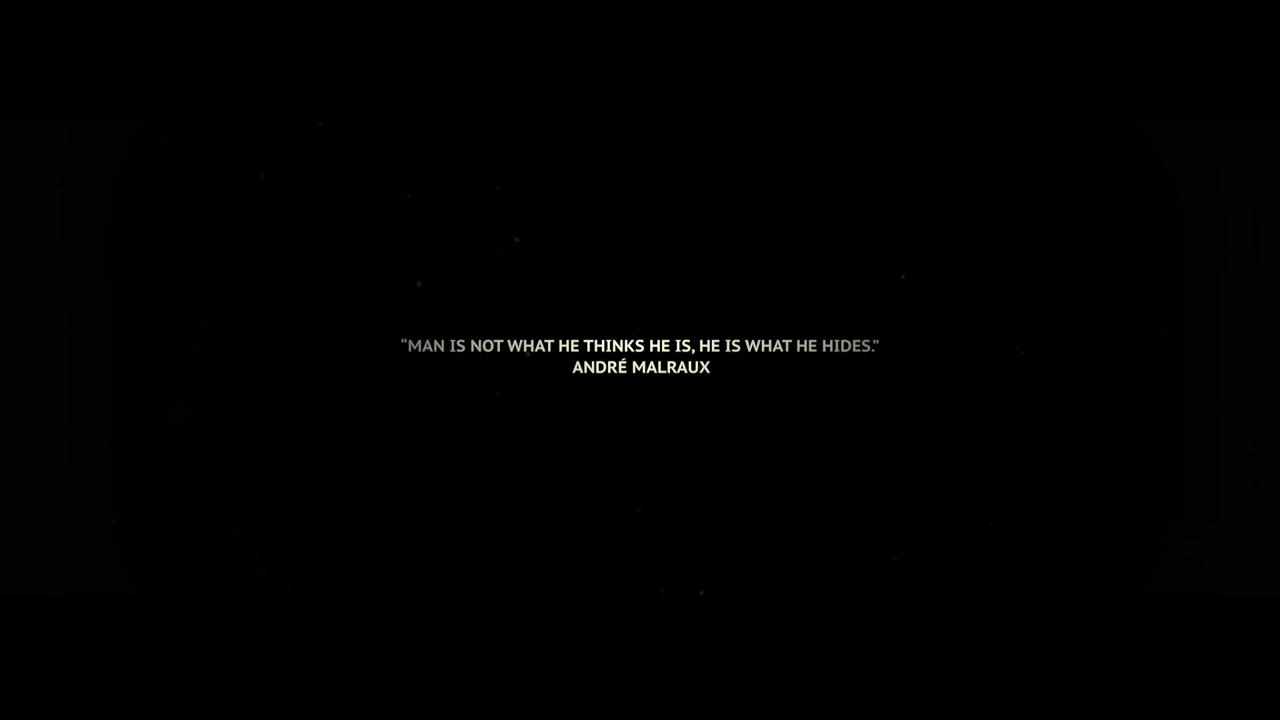 “MAN IS NOT WHAT HE THINKS HE IS, HE IS WHAT HE HIDES.”
ANDRÉ MALRAUX